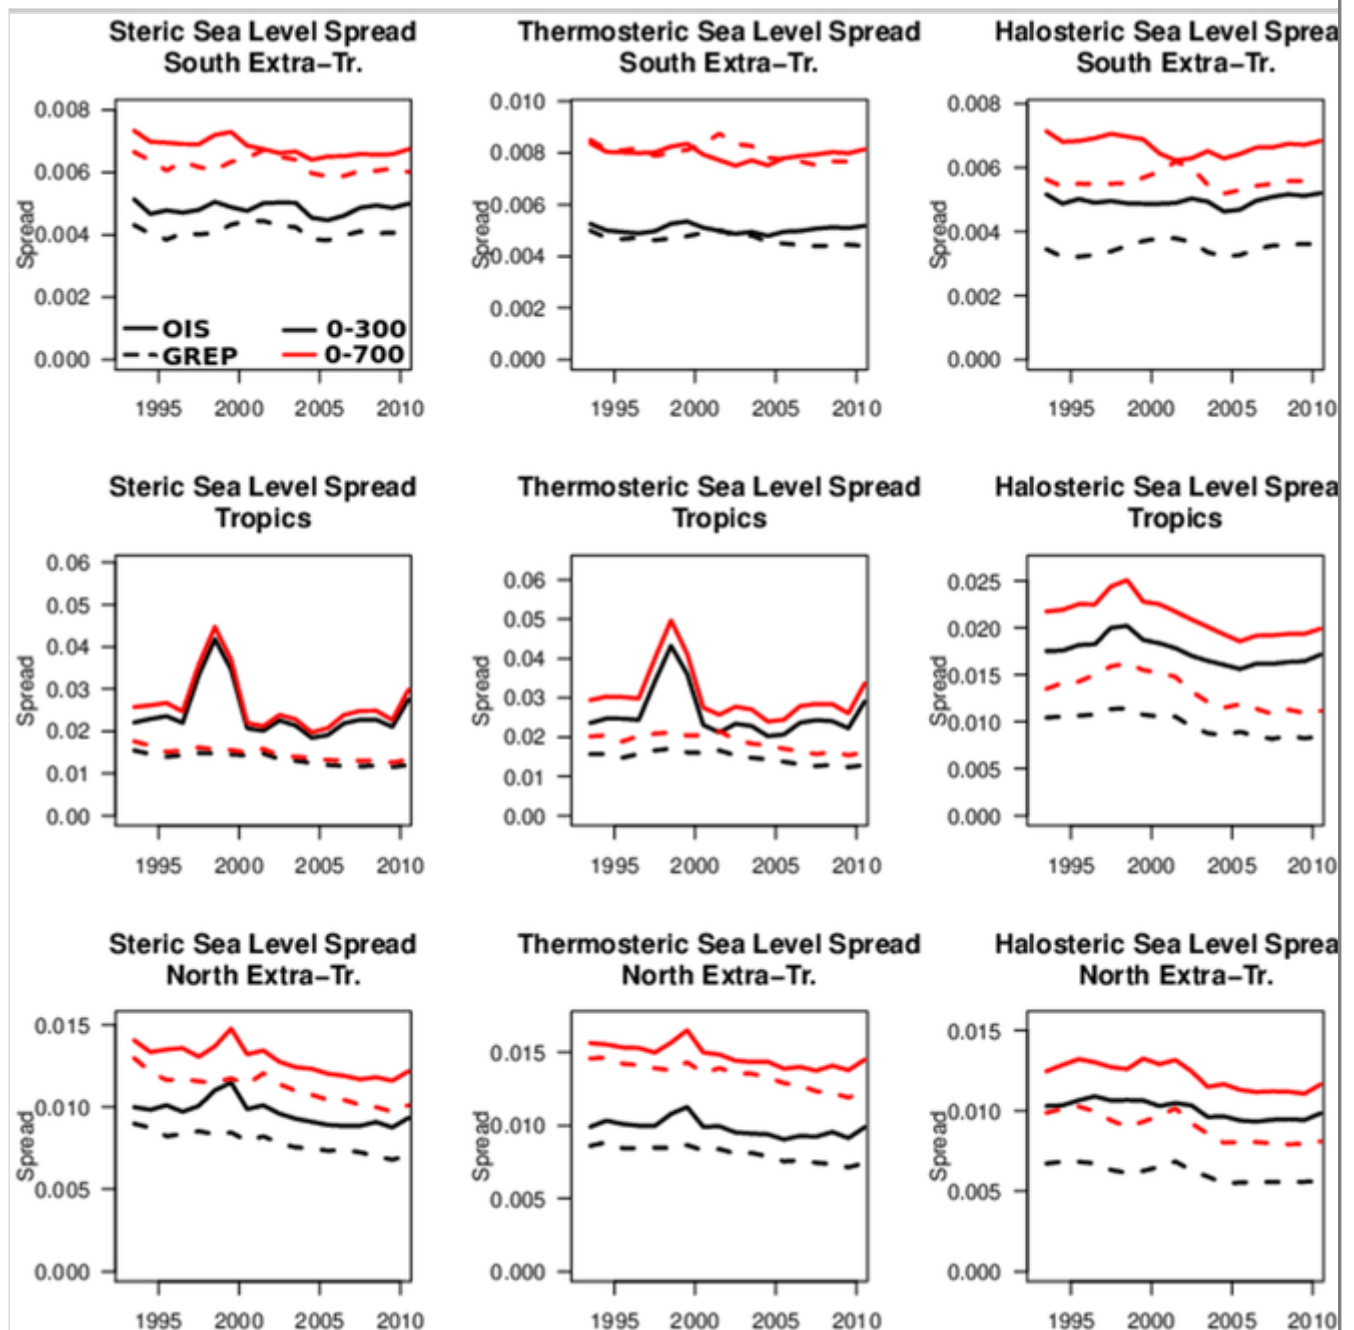 Steric Sea Level Spread
South Extra−Tr.
Spread
0.008
0.006
0.004
0.002
0.000
OIS
0-300
GREP
0-700
1995 2000 2005 2010
Thermosteric Sea Level Spread
South Extra−Tr.
Spread
0.010
0.008
0.006
0.004
0.002
0.000
1995 2000 2005 2010
Halosteric Sea Level Sprea
South Extra−Tr.
Spread
0.008
0.006
0.004
0.002
0.000
1995 2000 2005 2010
Steric Sea Level Spread
Tropics
Spread
0.06
0.05
0.04
0.03
0.02
0.01
0.00
1995 2000 2005 2010
Thermosteric Sea Level Spread
Tropics
Spread
0.06
0.05
0.04
0.03
0.02
0.01
0.00
1995 2000 2005 2010
Halosteric Sea Level Sprea
Tropics
Spread
0.025
0.020
0.015
0.010
0.005
0.000
1995 2000 2005 2010
Steric Sea Level Spread
North Extra−Tr.
Spread
0.015
0.010
0.005
0.000
1995 2000 2005 2010
Thermosteric Sea Level Spread
North Extra−Tr.
Spread
0.015
0.010
0.005
0.000
1995 2000 2005 2010
Halosteric Sea Level Sprea
North Extra−Tr.
Spread
0.015
0.010
0.005
0.000
1995 2000 2005 2010